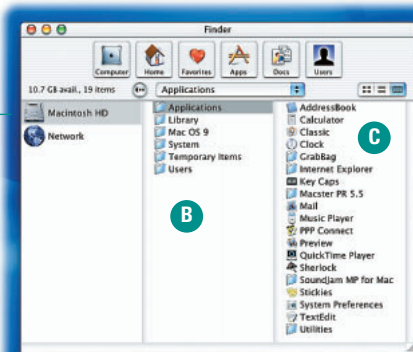 Finder
Computer Home Favorites Apps Docs Users
10.7 GB avail., 19 items Applications
Macintosh HD
Network
Applications
Library
Mac OS 9
System
Temporary Items
Users
B
AddressBook
Calculator
Classic
Clock
GrabBag
Internet Explorer
Key Caps
Macster PR 5.5
Mail
Music Player
PPP Connect
Preview
QuickTime Player
Sherlock
SoundJam MP for Mac
Stickies
System Preferences
TextEdit
Utilities
C